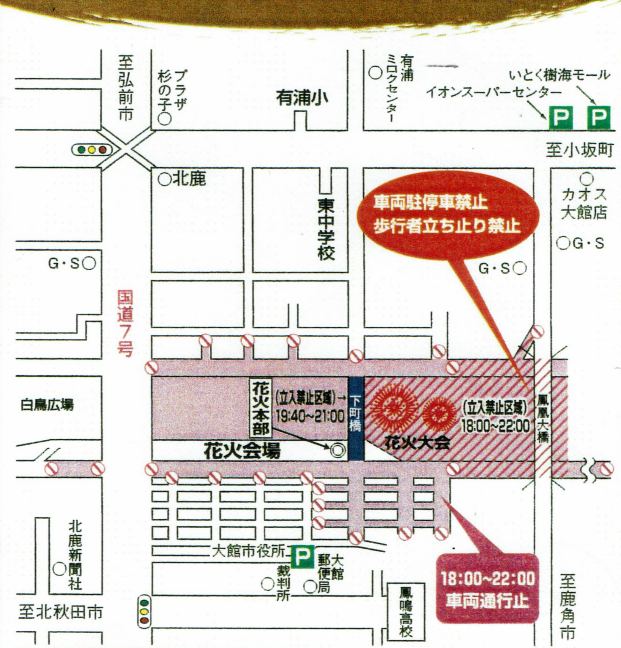 至弘前市
プラザ
杉の子
有浦小
有浦
ミロクセンター
いとく樹海モール
イオンスーパーセンター
P
P
至小坂町
北鹿
東中学校
車両駐停車禁止
歩行者立ち止り禁止
カオス
大館店
G・S
G・S
G・S
国道7号
白鳥広場
花火本部
(立入禁止区域)→
19:40~21:00
下町橋
(立入禁止区域)
18:00~22:00
鳳凰大橋
花火会場
花火大会
北鹿新聞社
大館市役所
P
大館
郵便局
裁判所
18:00~22:00
車両通行止
至北秋田市
鳳鳴高校
至鹿角市